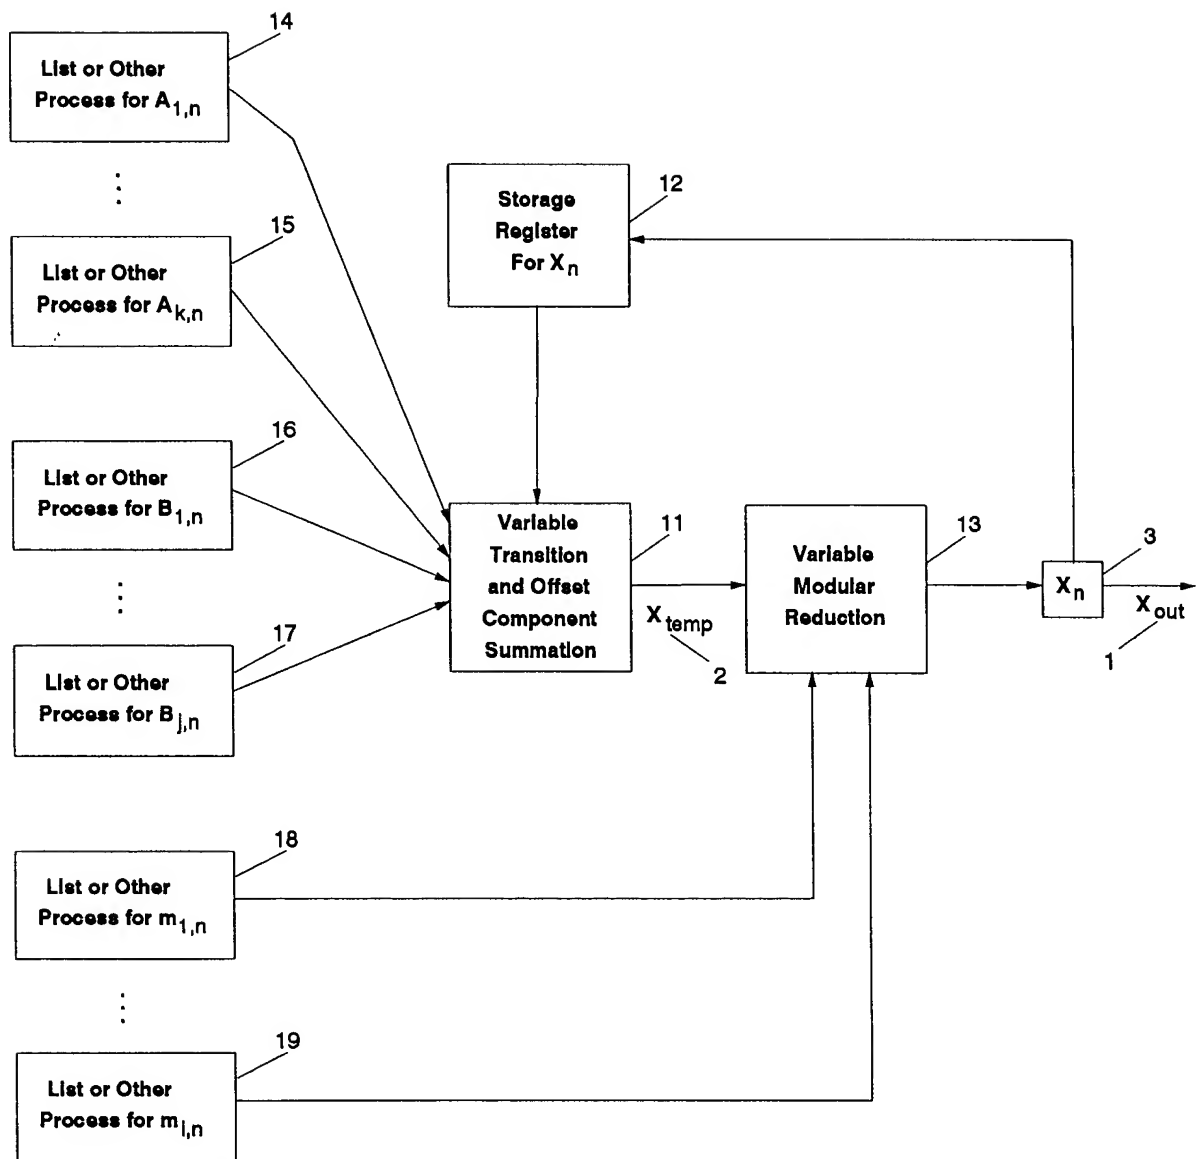 14
List or Other
Process for A1,n
12
Storage
Register
For Xn
15
List or Other
Process for Ak,n
16
List or Other
Process for B1,n
Variable
Transition
and Offset
Component
Summation
11
Xtemp
2
Variable
Modular
Reduction
13
Xn
3
Xout
1
17
List or Other
Process for Bj,n
18
List or Other
Process for m1,n
19
List or Other
Process for mi,n